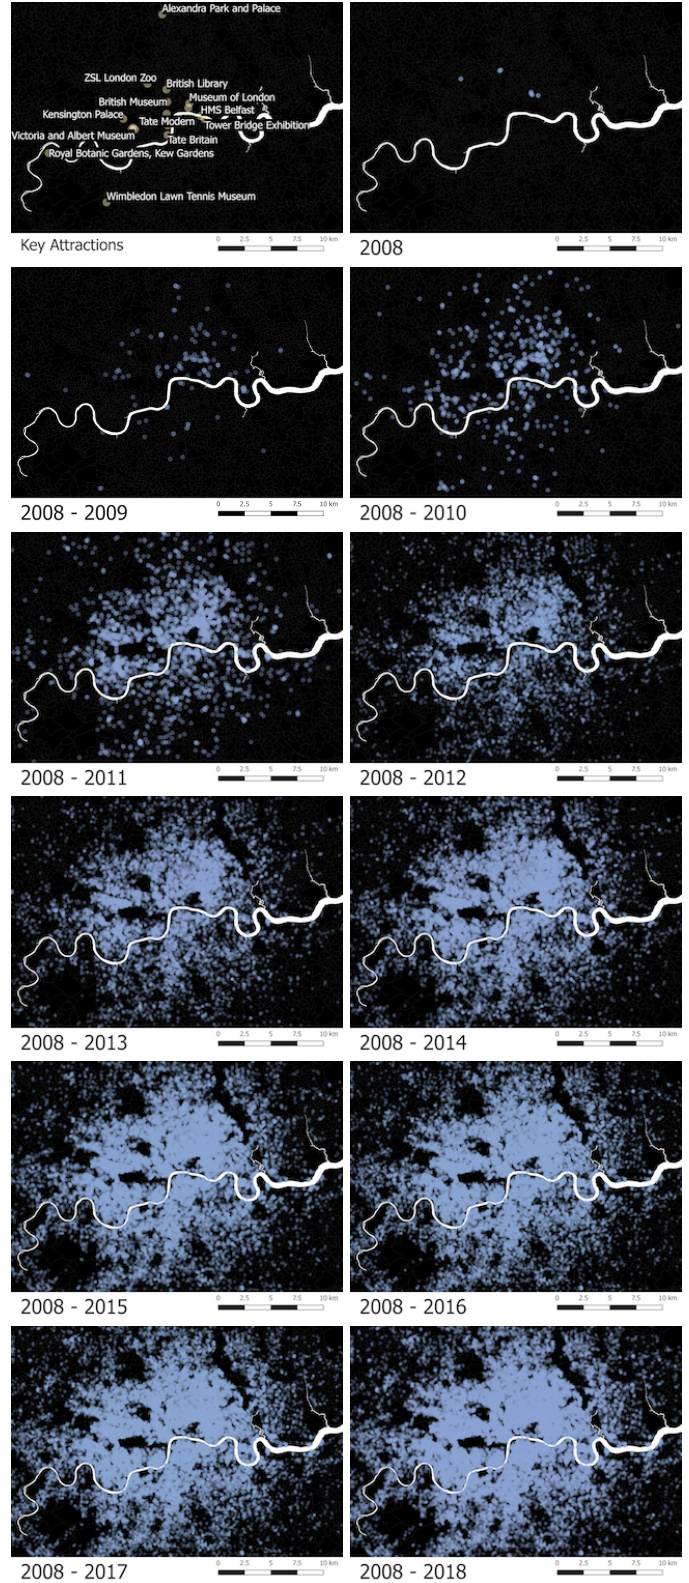 Alexandra Park and Palace
ZSL London Zoo
British Library
British Museum
Museum of London
Kensington Palace
HMS Belfast
Tate Modern
Tower Bridge Exhibition
Victoria and Albert Museum
Tate Britain
Royal Botanic Gardens, Kew Gardens
Wimbledon Lawn Tennis Museum
Key Attractions
0 2.5 5 7.5 10 km
2008
0 2.5 5 7.5 10 km
2008 - 2009
0 2.5 5 7.5 10 km
2008 - 2010
0 2.5 5 7.5 10 km
2008 - 2011
0 2.5 5 7.5 10 km
2008 - 2012
0 2.5 5 7.5 10 km
2008 - 2013
0 2.5 5 7.5 10 km
2008 - 2014
0 2.5 5 7.5 10 km
2008 - 2015
0 2.5 5 7.5 10 km
2008 - 2016
0 2.5 5 7.5 10 km
2008 - 2017
0 2.5 5 7.5 10 km
2008 - 2018
0 2.5 5 7.5 10 km